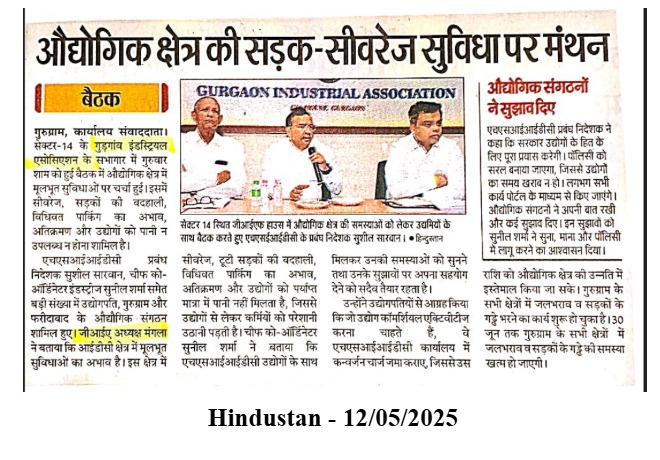 औद्योगिक क्षेत्र की सड़क-सीवरेज सुविधा पर मंथन
बैठक
गुरुग्राम, कार्यालय संवाददाता।
सेक्टर-14 के गुड़गांव इंडस्ट्रियल
एसोसिएशन के सभागार में गुरुवार
शाम को हुई बैठक में औद्योगिक क्षेत्र में
मूलभूत सुविधाओं पर चर्चा हुई। इसमें
सीवरेज, सड़कों की बदहाली,
विधिवत पार्किंग का अभाव,
अतिक्रमण और उद्योगों को पानी न
उपलब्ध न होना शामिल है।
एचएसआईआईडीसी प्रबंध
निदेशक सुशील सारवान, चीफ को-
ऑर्डिनेटर इंडस्ट्रीज सुनील शर्मा समेत
बड़ी संख्या में उद्योगपति, गुरुग्राम और
फरीदाबाद के औद्योगिक संगठन
शामिल हुए। जीआईए अध्यक्ष मंगला
ने बताया कि आईडीसी क्षेत्र में मूलभूत
सुविधाओं का अभाव है। इस क्षेत्र में
GURGAON INDUSTRIAL ASSOCIATION
सेक्टर 14 स्थित जीआईएफ हाउस में औद्योगिक क्षेत्र की समस्याओं को लेकर उद्यमियों के
साथ बैठक करते हुए एचएसआईआईडीसी के प्रबंध निदेशक सुशील सारवान। ● हिन्दुस्तान
सीवरेज, टूटी सड़कों की बदहाली,
विधिवत पार्किंग का अभाव,
अतिक्रमण और उद्योगों को पर्याप्त
मात्रा में पानी नहीं मिलता है, जिससे
उद्योगों से लेकर कर्मियों को परेशानी
उठानी पड़ती है। चीफ को-ऑर्डिनेटर
सुनील शर्मा ने बताया कि
एचएसआईआईडीसी उद्योगों के साथ
मिलकर उनकी समस्याओं को सुनने
तथा उनके सुझावों पर अपना सहयोग
देने को सदैव तैयार रहता है।
उन्होंने उद्योगपतियों से आग्रह किया
कि जो उद्योग कॉमर्शियल एक्टिवीटीज
करना चाहते हैं, वे
एचएसआईआईडीसी कार्यालय में
कन्वर्जन चार्ज जमा कराए, जिससे उस
औद्योगिक संगठनों
ने सुझाव दिए
एचएसआईआईडीसी प्रबंध निदेशक ने
कहा कि सरकार उद्योगों के हित के
लिए पूरा प्रयास करेगी। पॉलिसी को
सरल बनाया जाएगा, जिससे उद्योगों
का समय खराब न हो। लगभग सभी
कार्य पोर्टल के माध्यम से किए जाएंगे।
औद्योगिक संगठनों ने अपनी बात रखी
और कई सुझाव दिए। इन सुझावों को
सुनील शर्मा ने सुना, माना और पॉलिसी
में लागू करने का आश्वासन दिया।
राशि को औद्योगिक क्षेत्र की उन्नति में
इस्तेमाल किया जा सके। गुरुग्राम के
सभी क्षेत्रों में जलभराव व सड़कों के
गड्ढे भरने का कार्य शुरू हो चुका है। 30
जून तक गुरुग्राम के सभी क्षेत्रों में
जलभराव व सड़कों के गड्ढे की समस्या
खत्म हो जाएगी।
Hindustan - 12/05/2025